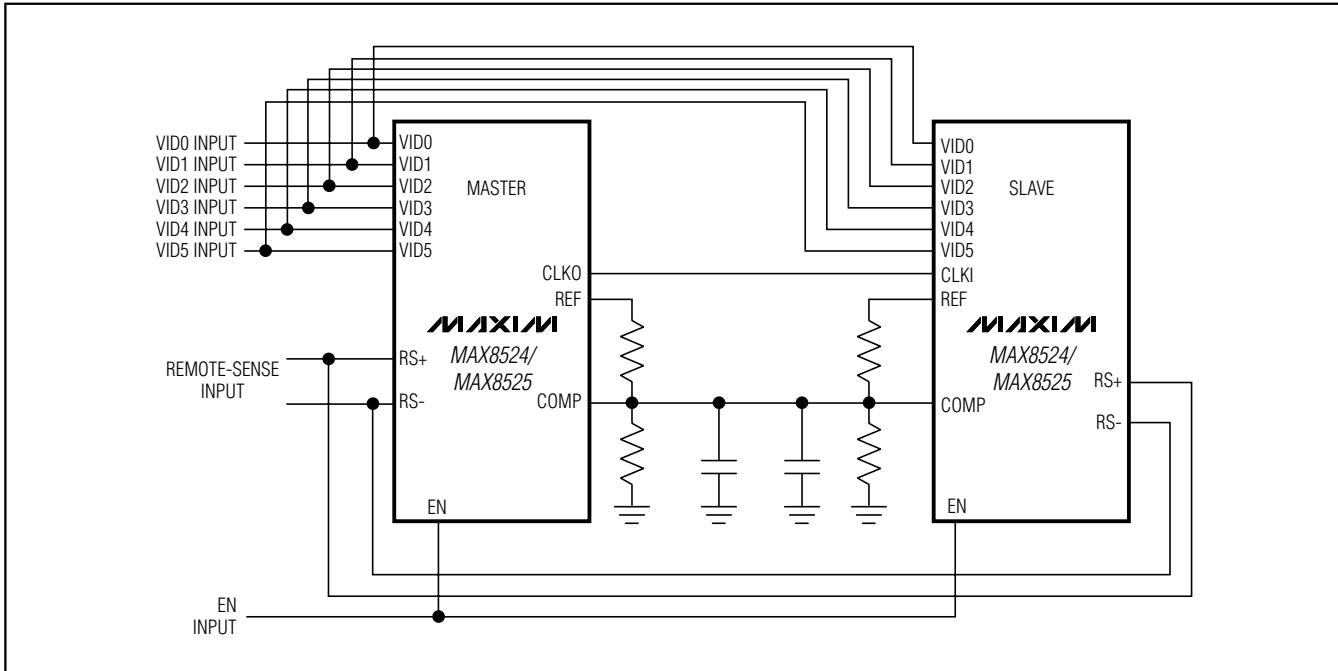 VID0 INPUT
VID1 INPUT
VID2 INPUT
VID3 INPUT
VID4 INPUT
VID5 INPUT
REMOTE-SENSE
INPUT
EN
INPUT
VID0
VID1
VID2
VID3
VID4
VID5
MASTER
CLKO
REF
MAXIM
MAX8524/
MAX8525
RS+
RS-
COMP
EN
VID0
VID1
VID2
VID3
VID4
VID5
SLAVE
CLKI
REF
MAXIM
MAX8524/
MAX8525
RS+
COMP
RS-
EN